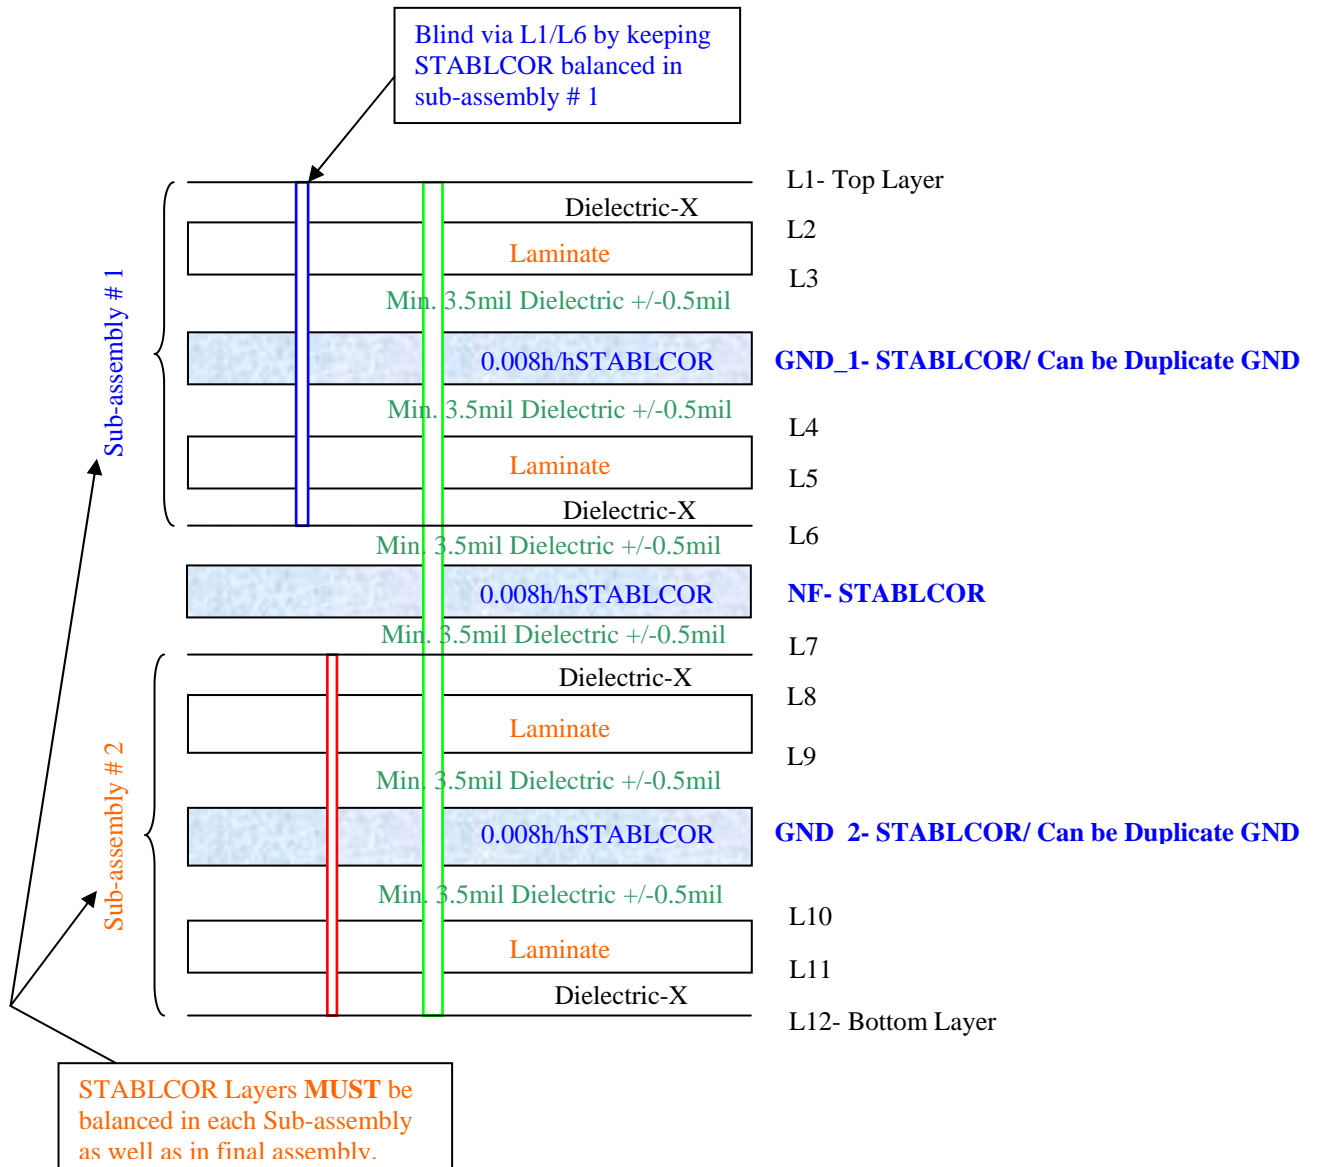 Blind via L1/L6 by keeping
STABLCOR balanced in
sub-assembly # 1
L1- Top Layer
Dielectric-X
L2
Laminate
L3
Min. 3.5mil Dielectric +/-0.5mil
Sub-assembly # 1
0.008h/hSTABLCOR
GND_1- STABLCOR/ Can be Duplicate GND
Min. 3.5mil Dielectric +/-0.5mil
L4
Laminate
L5
Dielectric-X
L6
Min. 3.5mil Dielectric +/-0.5mil
0.008h/hSTABLCOR
NF- STABLCOR
Min. 3.5mil Dielectric +/-0.5mil
L7
Dielectric-X
L8
Laminate
L9
Min. 3.5mil Dielectric +/-0.5mil
Sub-assembly # 2
0.008h/hSTABLCOR
GND 2- STABLCOR/ Can be Duplicate GND
Min. 3.5mil Dielectric +/-0.5mil
L10
Laminate
L11
Dielectric-X
L12- Bottom Layer
STABLCOR Layers MUST be
balanced in each Sub-assembly
as well as in final assembly.